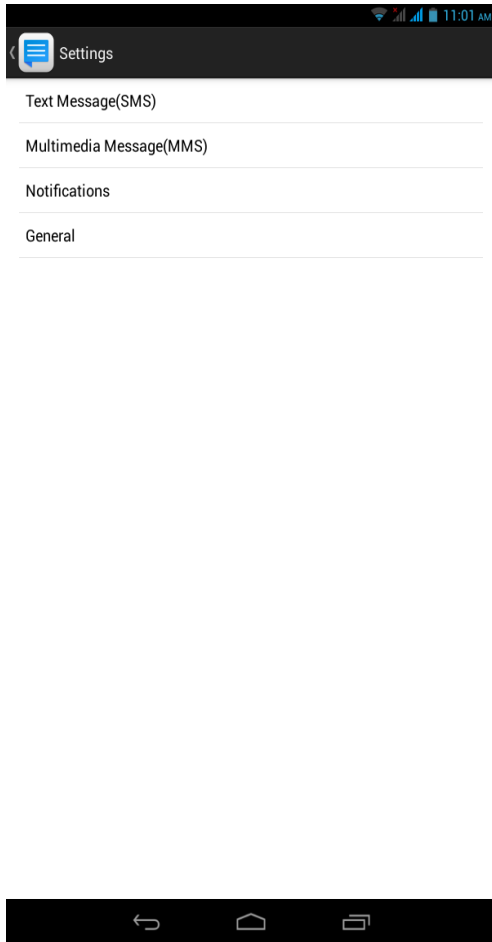 11:01 AM
Settings
Text Message(SMS)
Multimedia Message(MMS)
Notifications
General